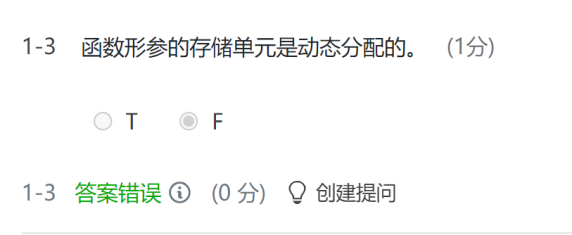 1-3 函数形参的存储单元是动态分配的。 (1分)
T F
1-3 答案错误 (0 分) 创建提问